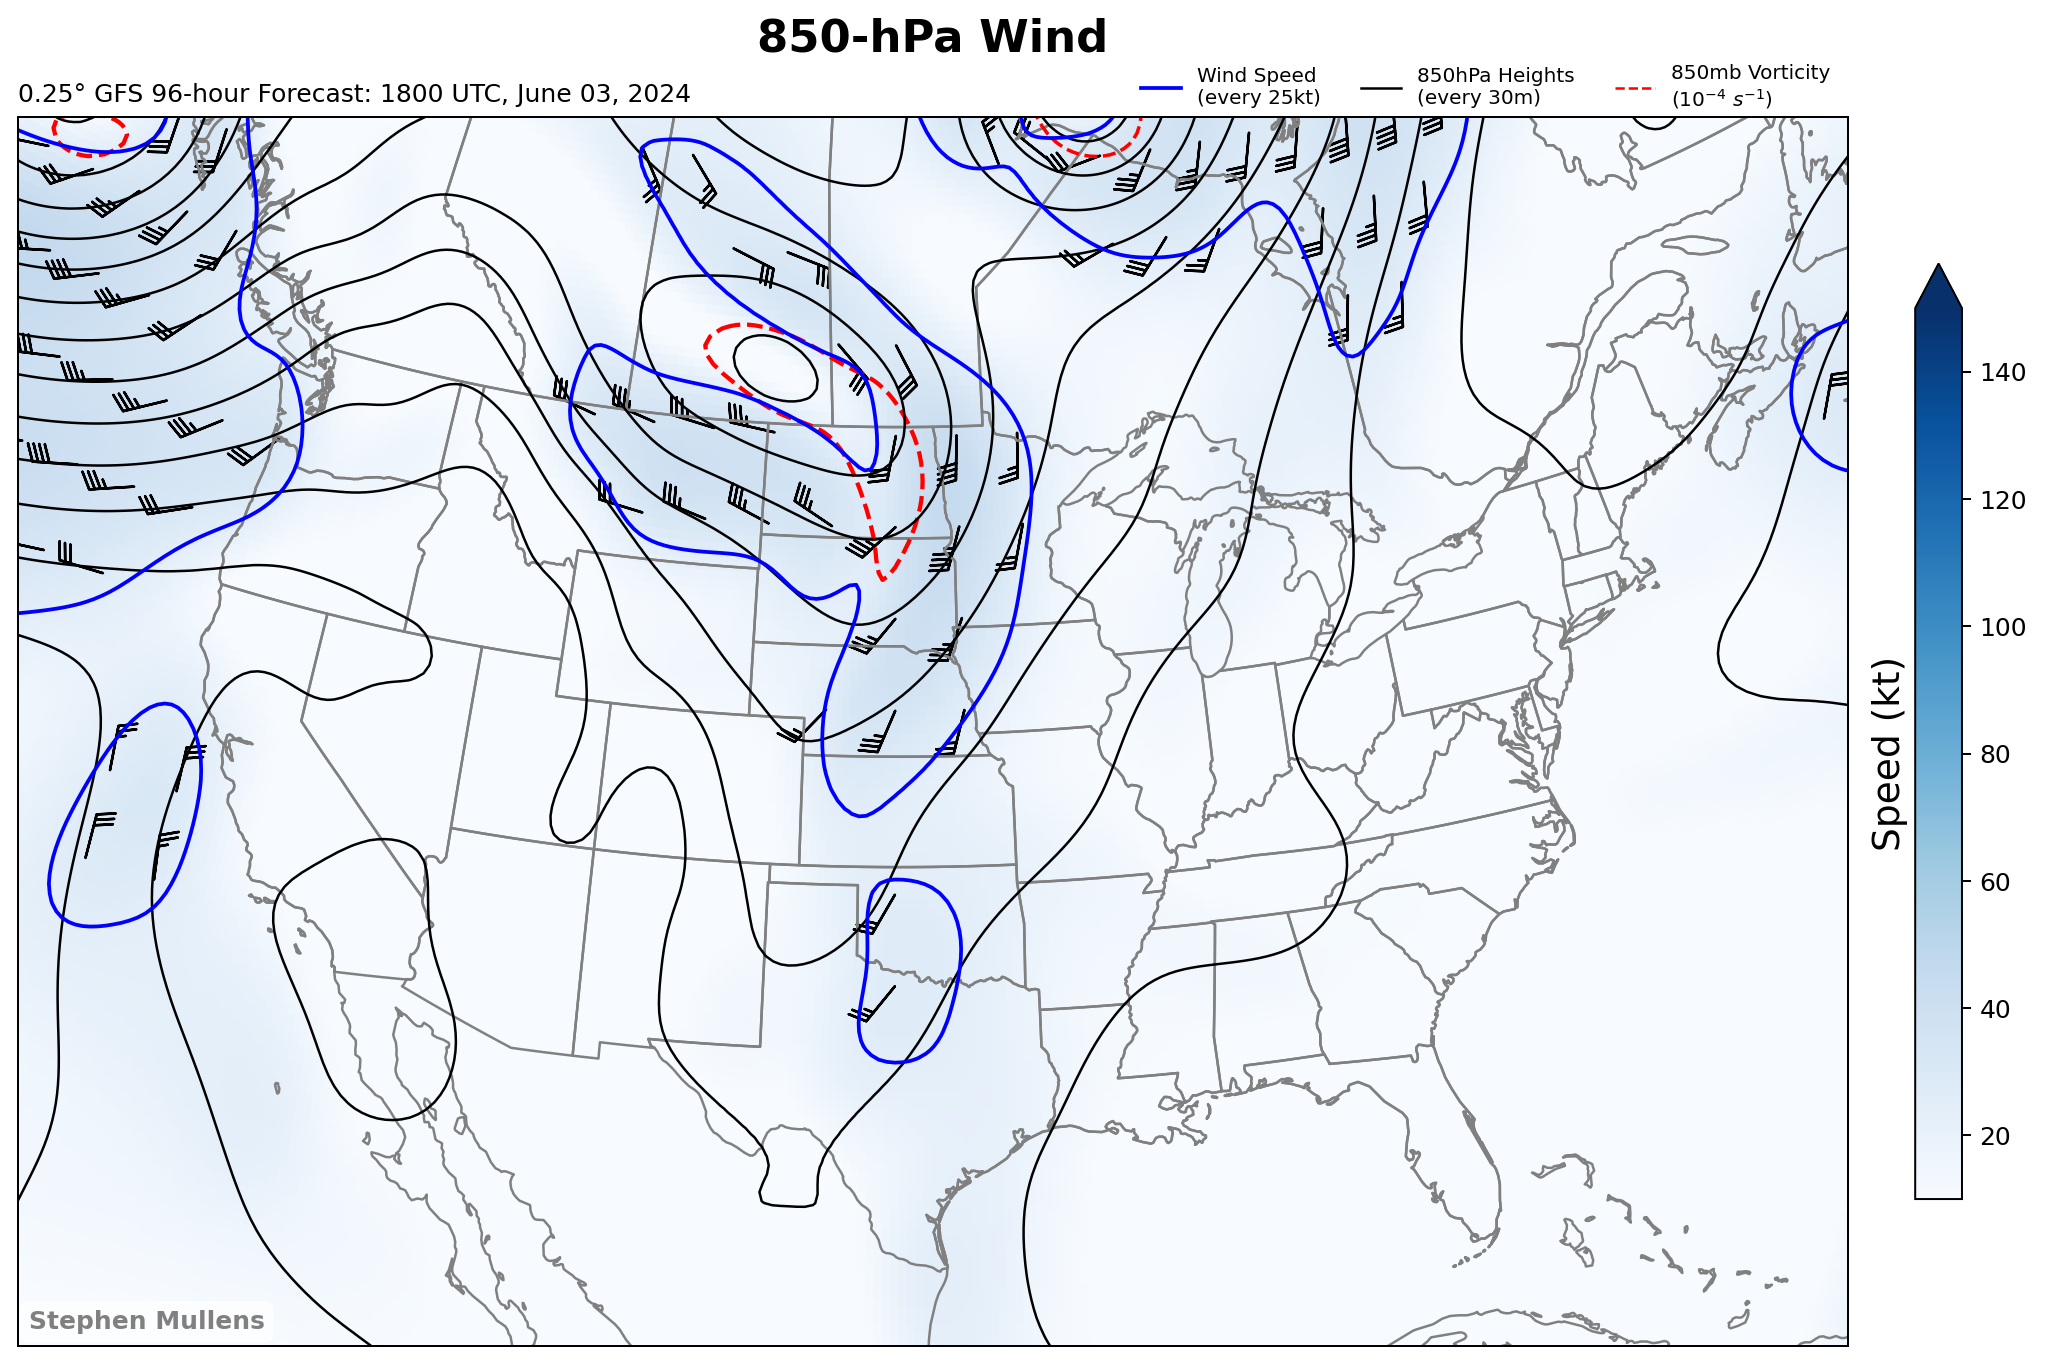 850-hPa Wind
0.25° GFS 96-hour Forecast: 1800 UTC, June 03, 2024
Wind Speed
(every 25kt)
850hPa Heights
(every 30m)
850mb Vorticity
(10⁻⁴ s⁻¹)
140
120
100
80
60
40
20
Speed (kt)
Stephen Mullens